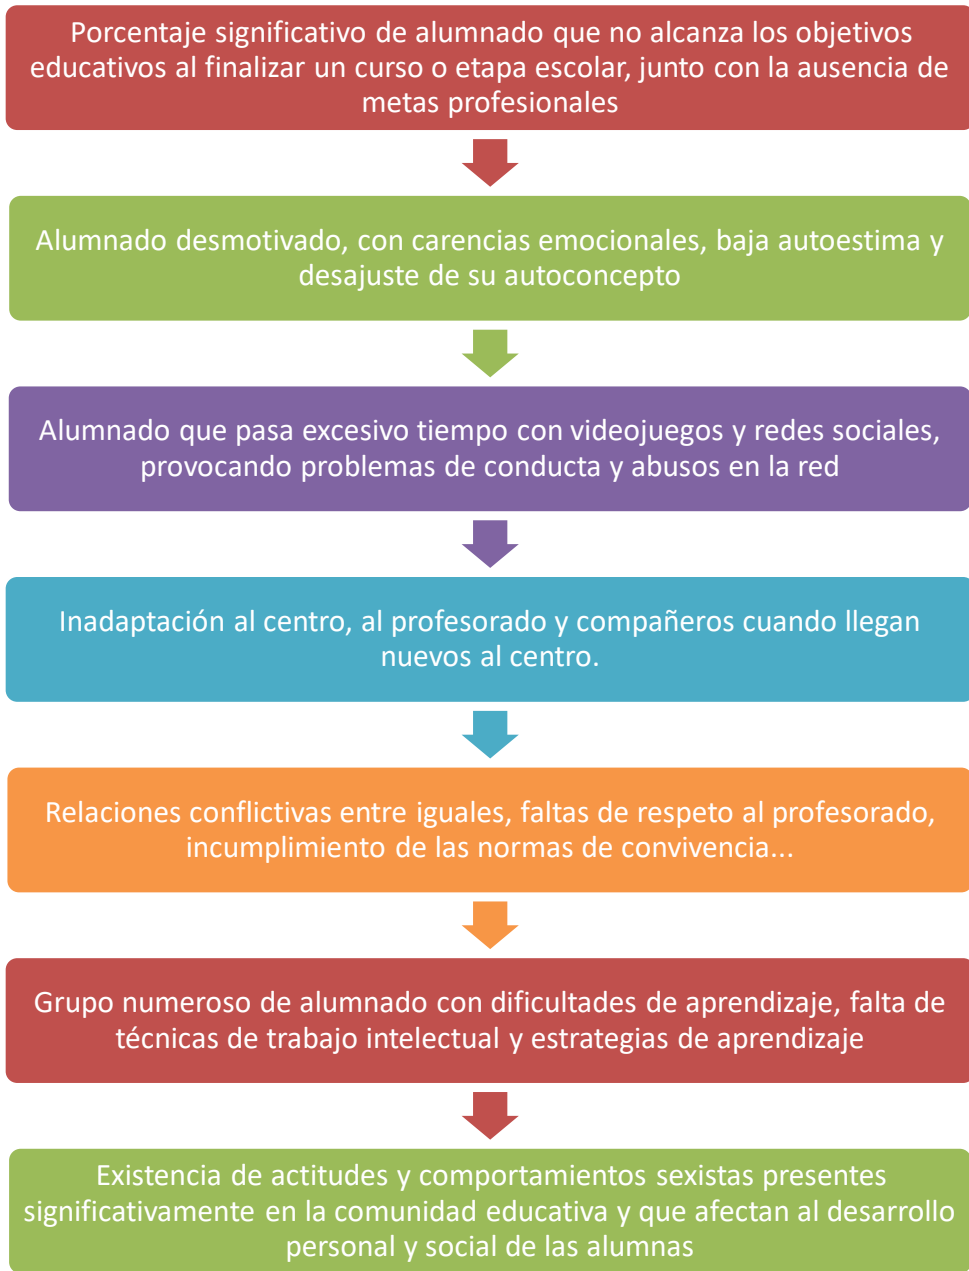 Porcentaje significativo de alumnado que no alcanza los objetivos
educativos al finalizar un curso o etapa escolar, junto con la ausencia de
metas profesionales
Alumnado desmotivado, con carencias emocionales, baja autoestima y
desajuste de su autoconcepto
Alumnado que pasa excesivo tiempo con videojuegos y redes sociales,
provocando problemas de conducta y abusos en la red
Inadaptación al centro, al profesorado y compañeros cuando llegan
nuevos al centro.
Relaciones conflictivas entre iguales, faltas de respeto al profesorado,
incumplimiento de las normas de convivencia...
Grupo numeroso de alumnado con dificultades de aprendizaje, falta de
técnicas de trabajo intelectual y estrategias de aprendizaje
Existencia de actitudes y comportamientos sexistas presentes
significativamente en la comunidad educativa y que afectan al desarrollo
personal y social de las alumnas